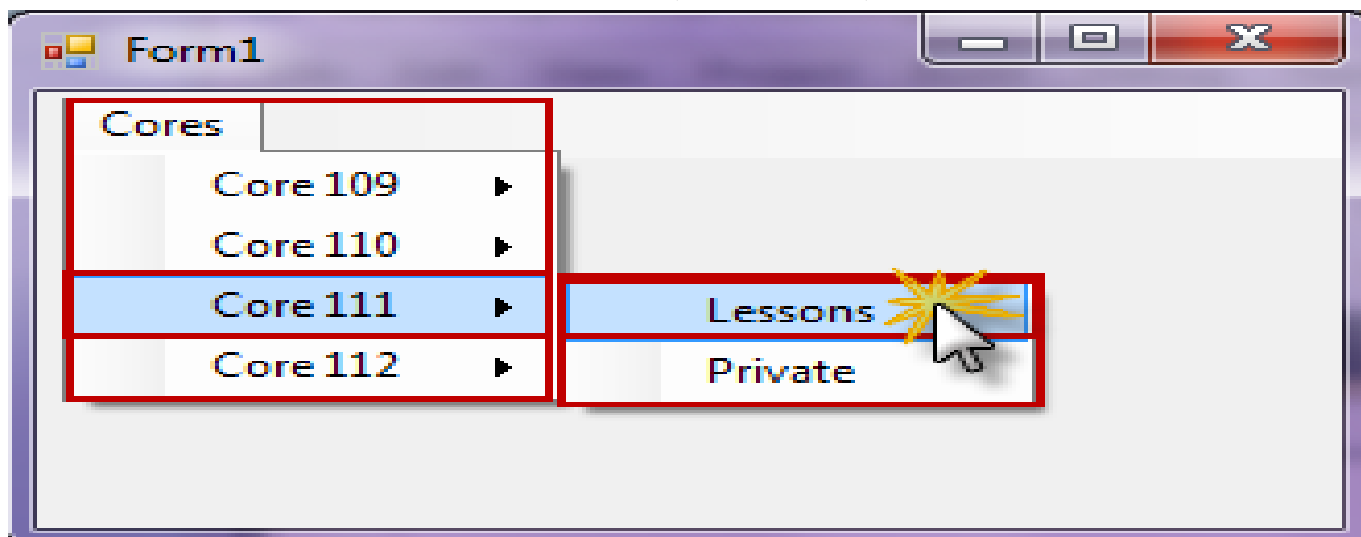 Form1
Cores
Core 109
Core 110
Core 111
Lessons
Core 112
Private